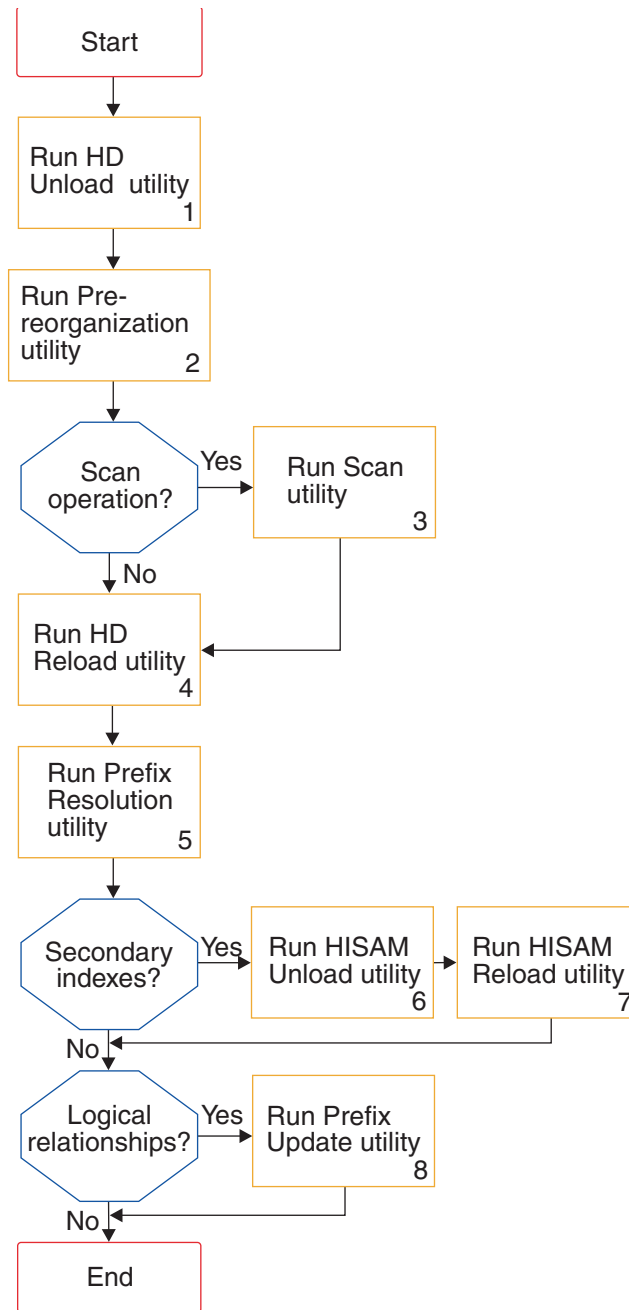 Start
Run HD
Unload utility
1
Run Pre-
reorganization
utility
2
Scan
operation?
Yes
Run Scan
utility
3
No
Run HD
Reload utility
4
Run Prefix
Resolution
utility
5
Secondary
indexes?
Yes
Run HISAM
Unload utility
6
Run HISAM
Reload utility
7
No
Logical
relationships?
Yes
Run Prefix
Update utility
8
No
End